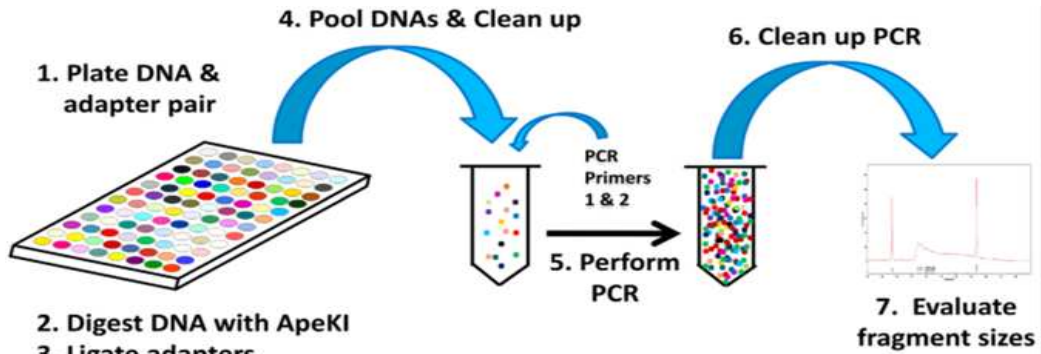 1. Plate DNA &
adapter pair
2. Digest DNA with ApeKI
3. Ligate adapters
4. Pool DNAs & Clean up
PCR
Primers
1 & 2
5. Perform
PCR
6. Clean up PCR
7. Evaluate
fragment sizes